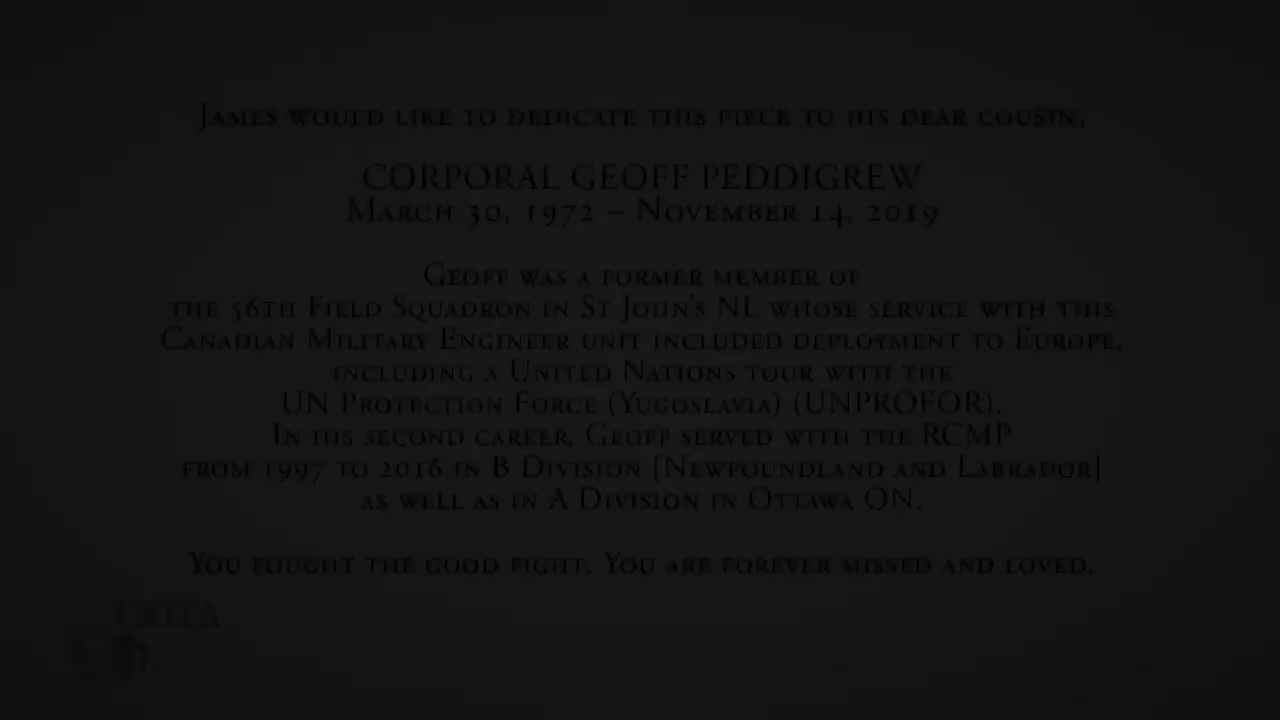 James would like to dedicate this piece to his dear cousin,
CORPORAL GEOFF PEDDIGREW
March 30, 1972 – November 14, 2019
Geoff was a former member of
the 56th Field Squadron in St John's NL whose service with this
Canadian Military Engineer unit included deployment to Europe,
including a United Nations tour with the
UN Protection Force (Yugoslavia) (UNPROFOR).
In his second career, Geoff served with the RCMP
from 1997 to 2016 in B Division [Newfoundland and Labrador]
as well as in A Division in Ottawa ON.
You fought the good fight. You are forever missed and loved.